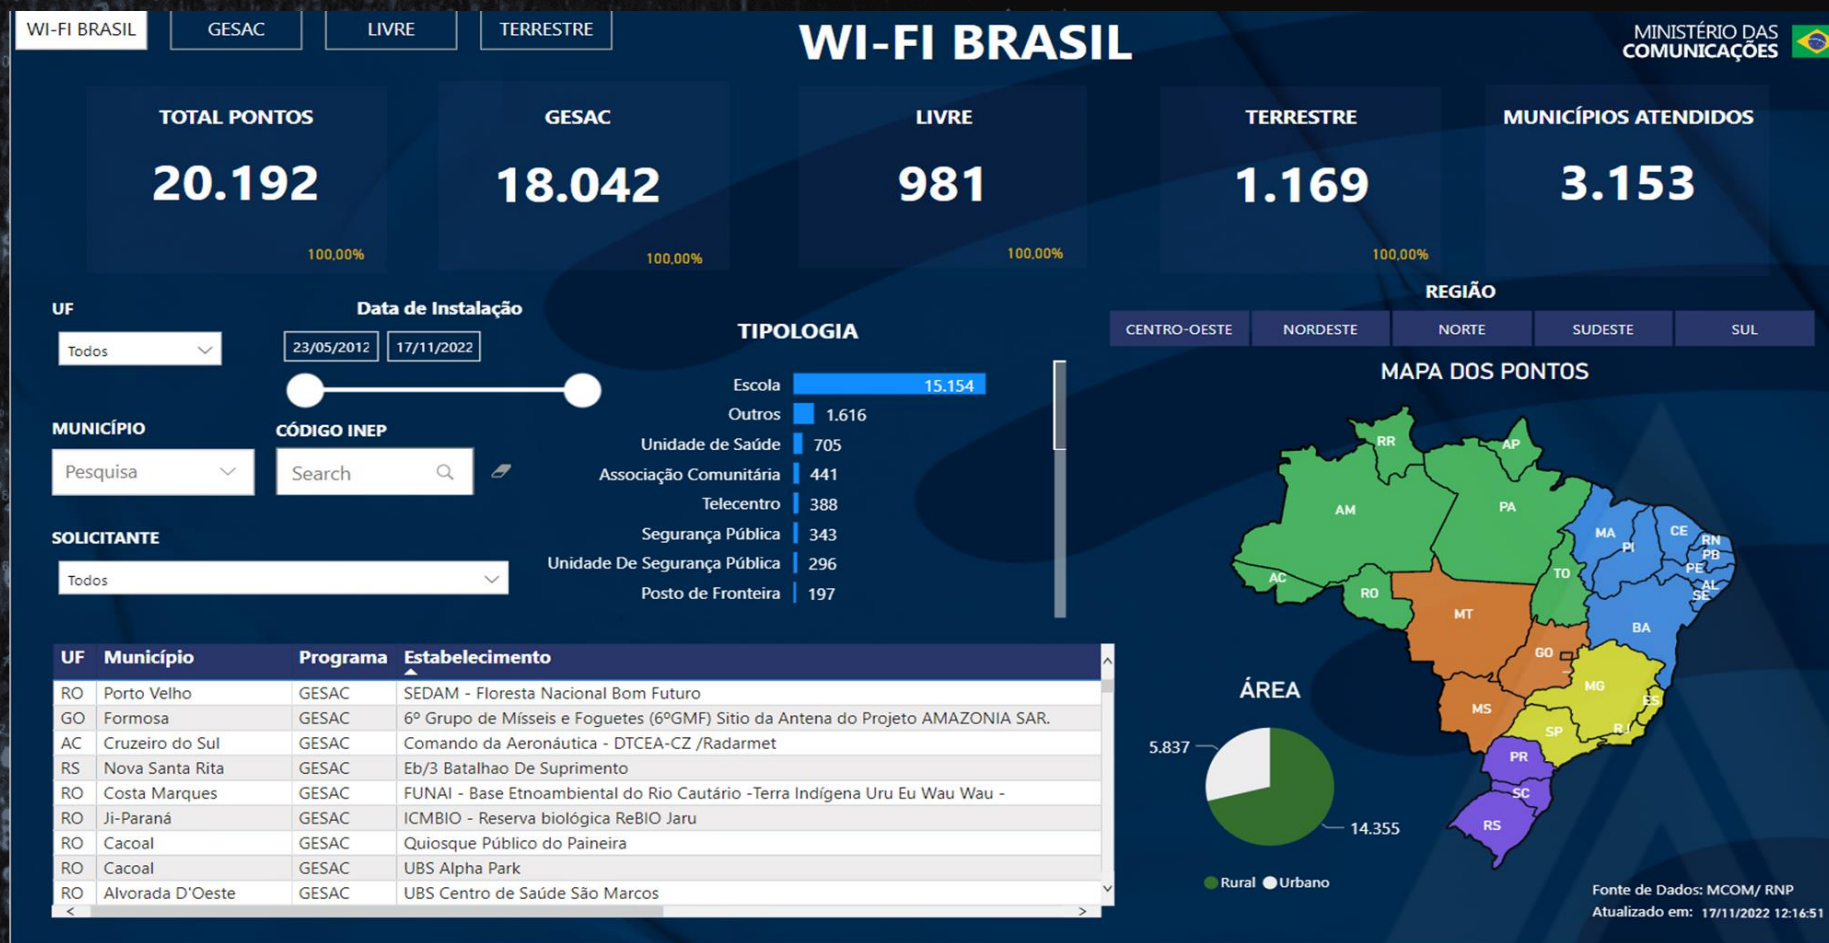 WI-FI BRASIL
GESAC
LIVRE
TERRESTRE
WI-FI BRASIL
MINISTÉRIO DAS
COMUNICAÇÕES
TOTAL PONTOS
20.192
100,00%
GESAC
18.042
100,00%
LIVRE
981
100,00%
TERRESTRE
1.169
100,00%
MUNICÍPIOS ATENDIDOS
3.153
UF
Todos
Data de Instalação
23/05/2012 17/11/2022
MUNICÍPIO
Pesquisa
CÓDIGO INEP
Search
SOLICITANTE
Todos
TIPOLOGIA
Escola 15.154
Outros 1.616
Unidade de Saúde 705
Associação Comunitária 441
Telecentro 388
Segurança Pública 343
Unidade De Segurança Pública 296
Posto de Fronteira 197
REGIÃO
CENTRO-OESTE NORDESTE NORTE SUDESTE SUL
MAPA DOS PONTOS
RR
AP
AM
PA
MA
CE
RN
PI
PB
PE
AL
SE
AC
RO
TO
MT
BA
GO
MG
ES
MS
SP
RJ
PR
SC
RS
UF Município Programa Estabelecimento
RO Porto Velho GESAC SEDAM - Floresta Nacional Bom Futuro
GO Formosa GESAC 6º Grupo de Mísseis e Foguetes (6ºGMF) Sitio da Antena do Projeto AMAZONIA SAR.
AC Cruzeiro do Sul GESAC Comando da Aeronáutica - DTCEA-CZ /Radarmet
RS Nova Santa Rita GESAC Eb/3 Batalhao De Suprimento
RO Costa Marques GESAC FUNAI - Base Etnoambiental do Rio Cautário -Terra Indígena Uru Eu Wau Wau -
RO Ji-Paraná GESAC ICMBIO - Reserva biológica ReBIO Jaru
RO Cacoal GESAC Quiosque Público do Paineira
RO Cacoal GESAC UBS Alpha Park
RO Alvorada D'Oeste GESAC UBS Centro de Saúde São Marcos
ÁREA
5.837
14.355
Rural Urbano
Fonte de Dados: MCOM/ RNP
Atualizado em: 17/11/2022 12:16:51